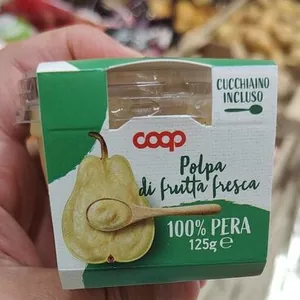 CUCCHIAINO
INCLUSO
coop
Polpa
di frutta fresca
100% PERA
125g ℮